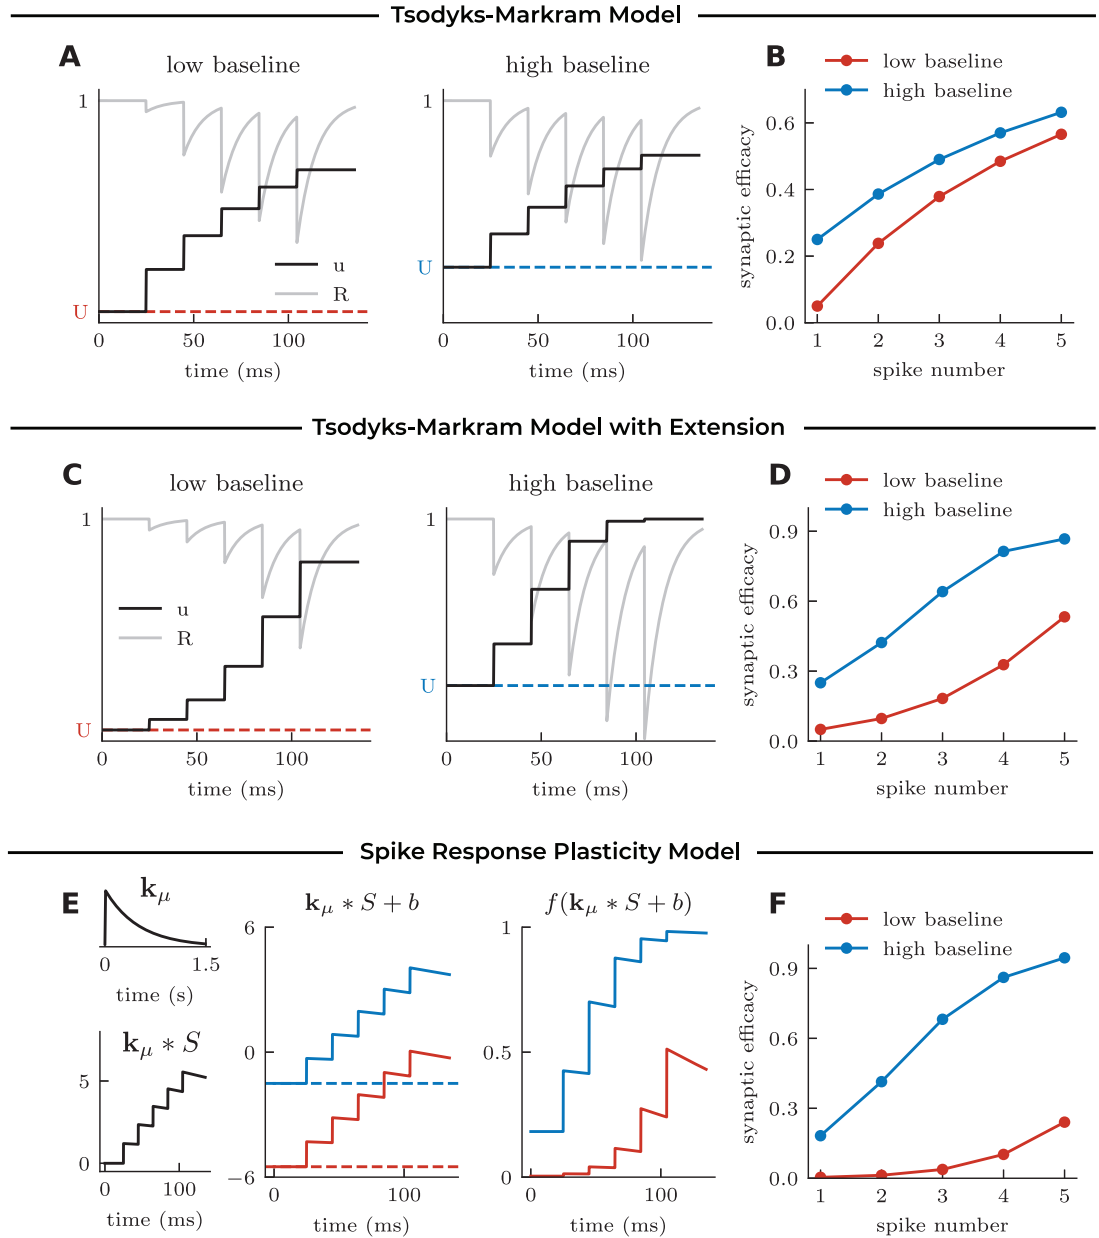 Tsodyks-Markram Model
A
low baseline
high baseline
B
low baseline
high baseline
1
U
u
R
0
50
100
time (ms)
1
U
0
50
100
time (ms)
synaptic efficacy
0.6
0.4
0.2
0.0
1
2
3
4
5
spike number
Tsodyks-Markram Model with Extension
C
low baseline
high baseline
D
low baseline
high baseline
1
u
R
U
0
50
100
time (ms)
1
U
0
50
100
time (ms)
synaptic efficacy
0.9
0.6
0.3
0.0
1
2
3
4
5
spike number
Spike Response Plasticity Model
E
k_μ
0
1.5
time (s)
k_μ ∗ S
5
0
0
100
time (ms)
k_μ ∗ S + b
6
0
−6
0
100
time (ms)
f(k_μ ∗ S + b)
1
0.5
0
0
100
time (ms)
F
low baseline
high baseline
synaptic efficacy
0.9
0.6
0.3
0.0
1
2
3
4
5
spike number